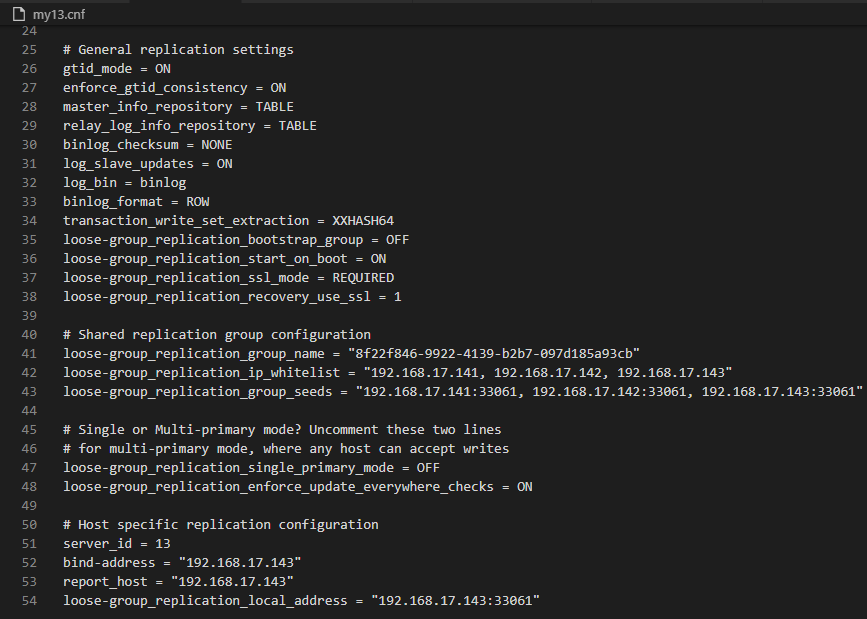 my13.cnf
24
25 # General replication settings
26 gtid_mode = ON
27 enforce_gtid_consistency = ON
28 master_info_repository = TABLE
29 relay_log_info_repository = TABLE
30 binlog_checksum = NONE
31 log_slave_updates = ON
32 log_bin = binlog
33 binlog_format = ROW
34 transaction_write_set_extraction = XXHASH64
35 loose-group_replication_bootstrap_group = OFF
36 loose-group_replication_start_on_boot = ON
37 loose-group_replication_ssl_mode = REQUIRED
38 loose-group_replication_recovery_use_ssl = 1
39
40 # Shared replication group configuration
41 loose-group_replication_group_name = "8f22f846-9922-4139-b2b7-097d185a93cb"
42 loose-group_replication_ip_whitelist = "192.168.17.141, 192.168.17.142, 192.168.17.143"
43 loose-group_replication_group_seeds = "192.168.17.141:33061, 192.168.17.142:33061, 192.168.17.143:33061"
44
45 # Single or Multi-primary mode? Uncomment these two lines
46 # for multi-primary mode, where any host can accept writes
47 loose-group_replication_single_primary_mode = OFF
48 loose-group_replication_enforce_update_everywhere_checks = ON
49
50 # Host specific replication configuration
51 server_id = 13
52 bind-address = "192.168.17.143"
53 report_host = "192.168.17.143"
54 loose-group_replication_local_address = "192.168.17.143:33061"